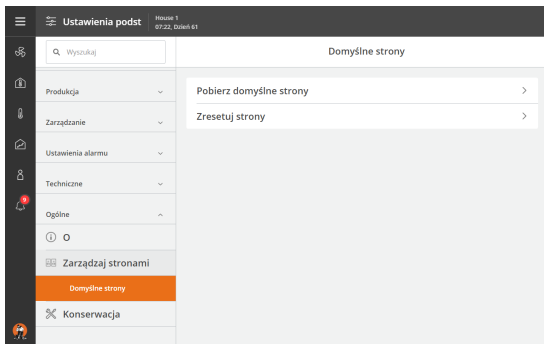 Ustawienia podst
House 1
07:22, Dzień 61
Wyszukaj
Domyślne strony
Produkcja
Pobierz domyślne strony
Zarządzanie
Zresetuj strony
Ustawienia alarmu
Techniczne
9
Ogólne
O
Zarządzaj stronami
Domyślne strony
Konserwacja